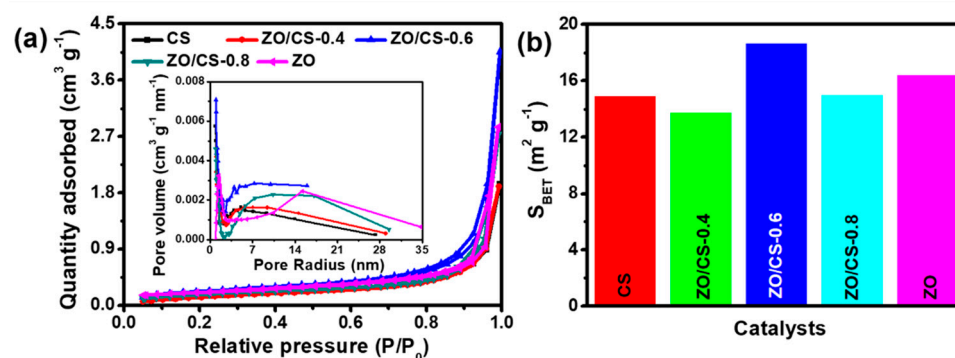 (a)
CS
ZO/CS-0.4
ZO/CS-0.6
ZO/CS-0.8
ZO
Quantity adsorbed (cm³ g⁻¹)
4.5
3.6
2.7
1.8
0.9
0.0
0.0
0.2
0.4
0.6
0.8
1.0
Relative pressure (P/P₀)
Pore volume (cm³ g⁻¹ nm⁻¹)
0.008
0.006
0.004
0.002
0.000
0
7
14
21
28
35
Pore Radius (nm)
(b)
S_BET (m² g⁻¹)
20
16
12
8
4
0
CS
ZO/CS-0.4
ZO/CS-0.6
ZO/CS-0.8
ZO
Catalysts